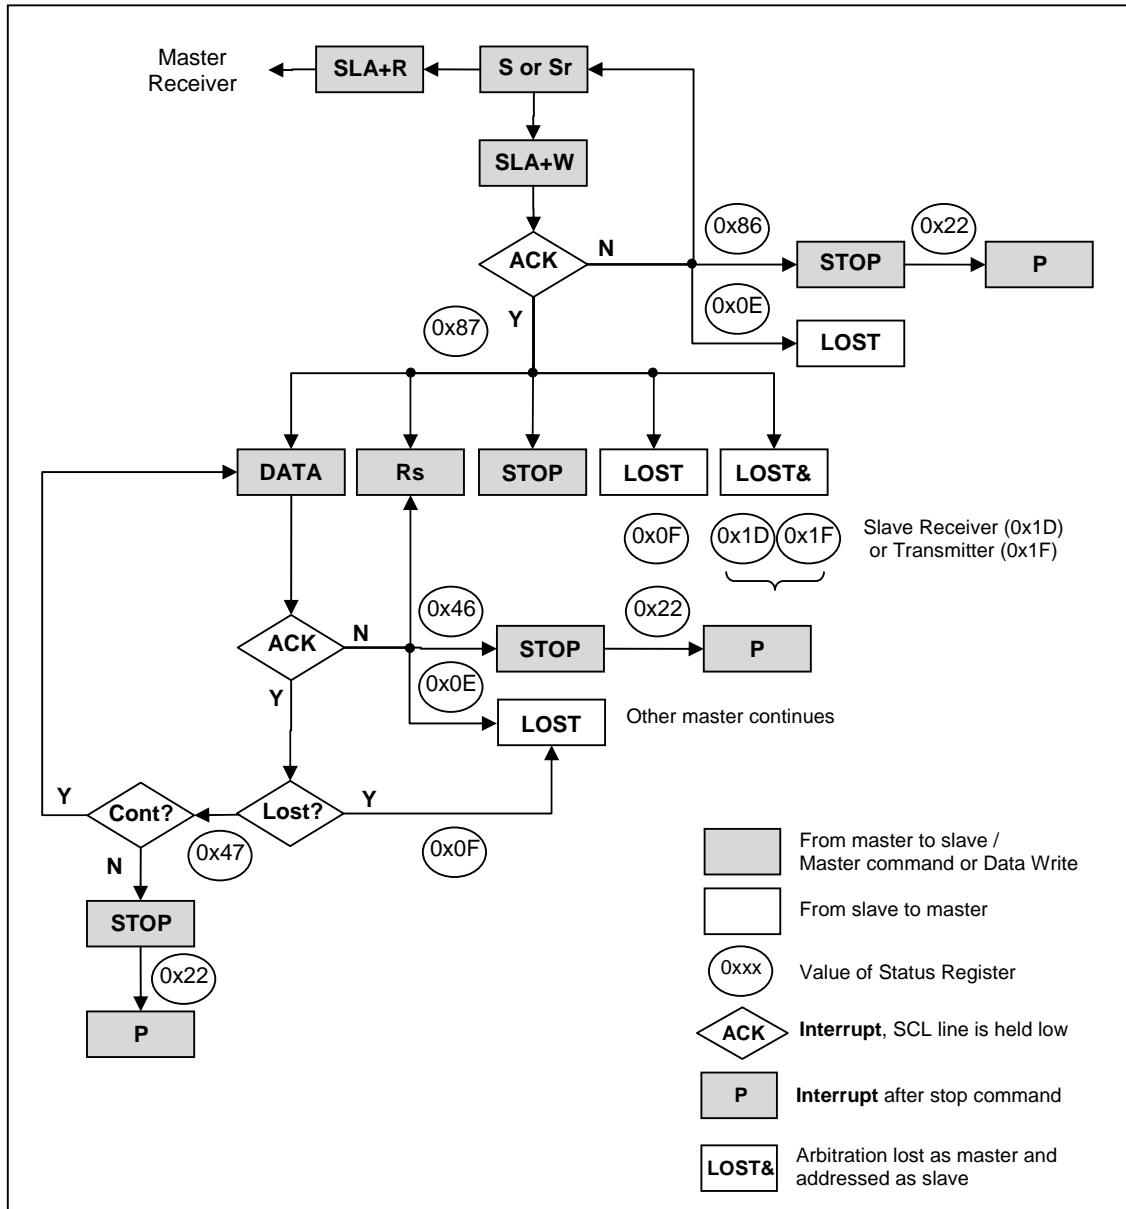 Master
Receiver
SLA+R
S or Sr
SLA+W
ACK
N
0x86
0x22
STOP
P
Y
0x0E
0x87
LOST
DATA
Rs
STOP
LOST
LOST&
0x0F
0x1D
0x1F
Slave Receiver (0x1D)
or Transmitter (0x1F)
ACK
N
0x46
0x22
STOP
P
Y
0x0E
LOST
Other master continues
Y
Cont?
Lost?
Y
N
0x47
0x0F
STOP
0x22
P
From master to slave /
Master command or Data Write
From slave to master
0xxx
Value of Status Register
ACK
Interrupt, SCL line is held low
P
Interrupt after stop command
LOST&
Arbitration lost as master and
addressed as slave